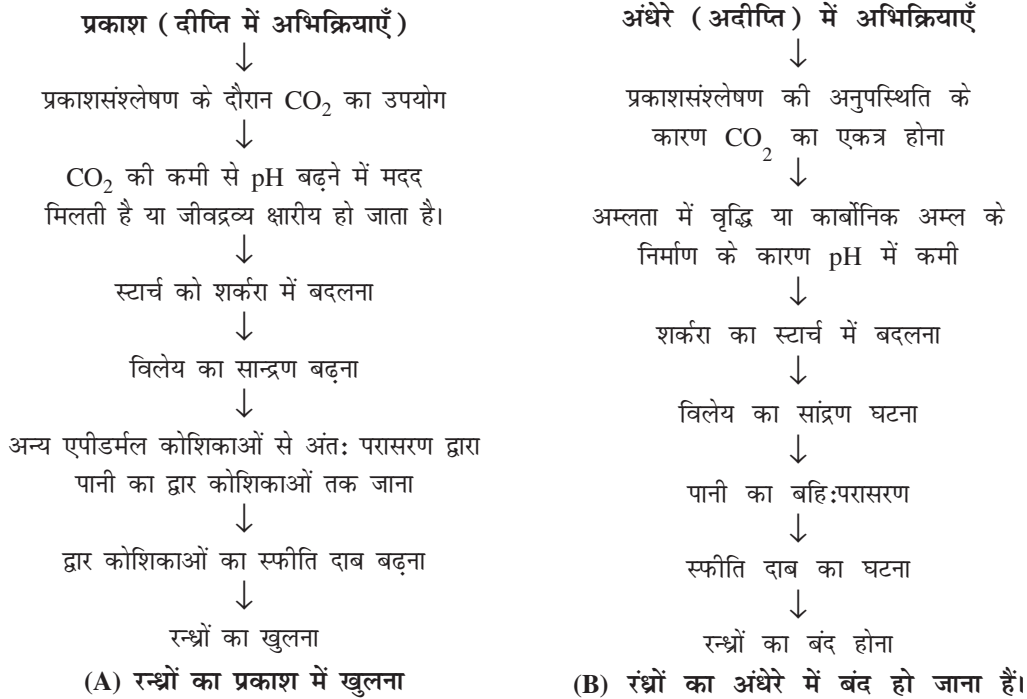 प्रकाश ( दीप्ति में अभिक्रियाएँ )
↓
प्रकाशसंश्लेषण के दौरान CO₂ का उपयोग
↓
CO₂ की कमी से pH बढ़ने में मदद
मिलती है या जीवद्रव्य क्षारीय हो जाता है।
↓
स्टार्च को शर्करा में बदलना
↓
विलेय का सान्द्रण बढ़ना
↓
अन्य एपीडर्मल कोशिकाओं से अंत: परासरण द्वारा
पानी का द्वार कोशिकाओं तक जाना
↓
द्वार कोशिकाओं का स्फीति दाब बढ़ना
↓
रन्ध्रों का खुलना
(A) रन्ध्रों का प्रकाश में खुलना
अंधेरे ( अदीप्ति ) में अभिक्रियाएँ
↓
प्रकाशसंश्लेषण की अनुपस्थिति के
कारण CO₂ का एकत्र होना
↓
अम्लता में वृद्धि या कार्बोनिक अम्ल के
निर्माण के कारण pH में कमी
↓
शर्करा का स्टार्च में बदलना
↓
विलेय का सांद्रण घटना
↓
पानी का बहि:परासरण
↓
स्फीति दाब का घटना
↓
रन्ध्रों का बंद होना
(B) रंध्रों का अंधेरे में बंद हो जाना हैं।